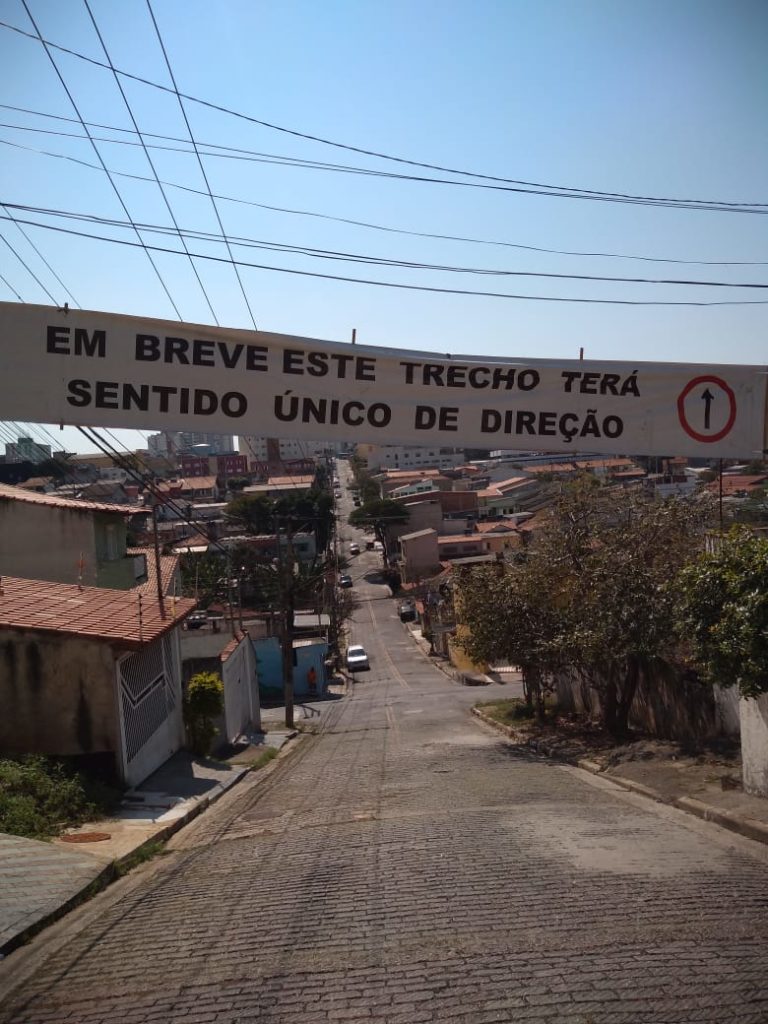 EM BREVE ESTE TRECHO TERÁ
SENTIDO ÚNICO DE DIREÇÃO